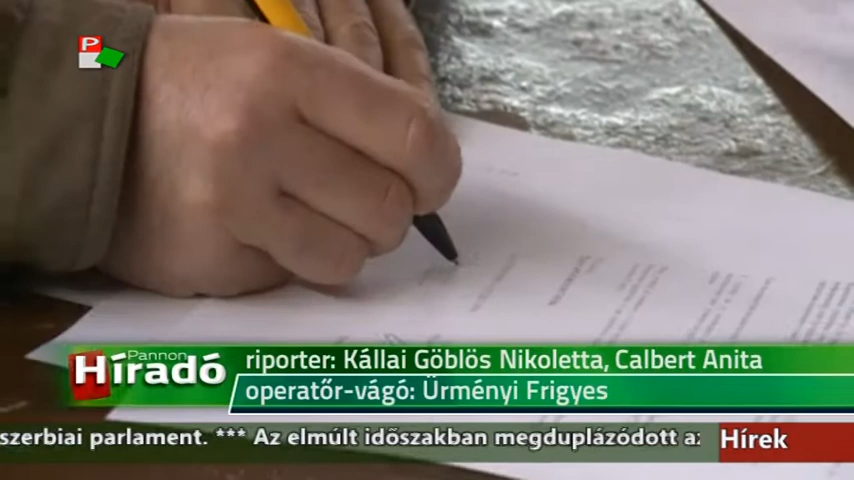 P
Pannon
Híradó
riporter: Kállai Göblös Nikoletta, Calbert Anita
operatőr-vágó: Ürményi Frigyes
szerbiai parlament. *** Az elmúlt időszakban megduplázódott az
Hírek